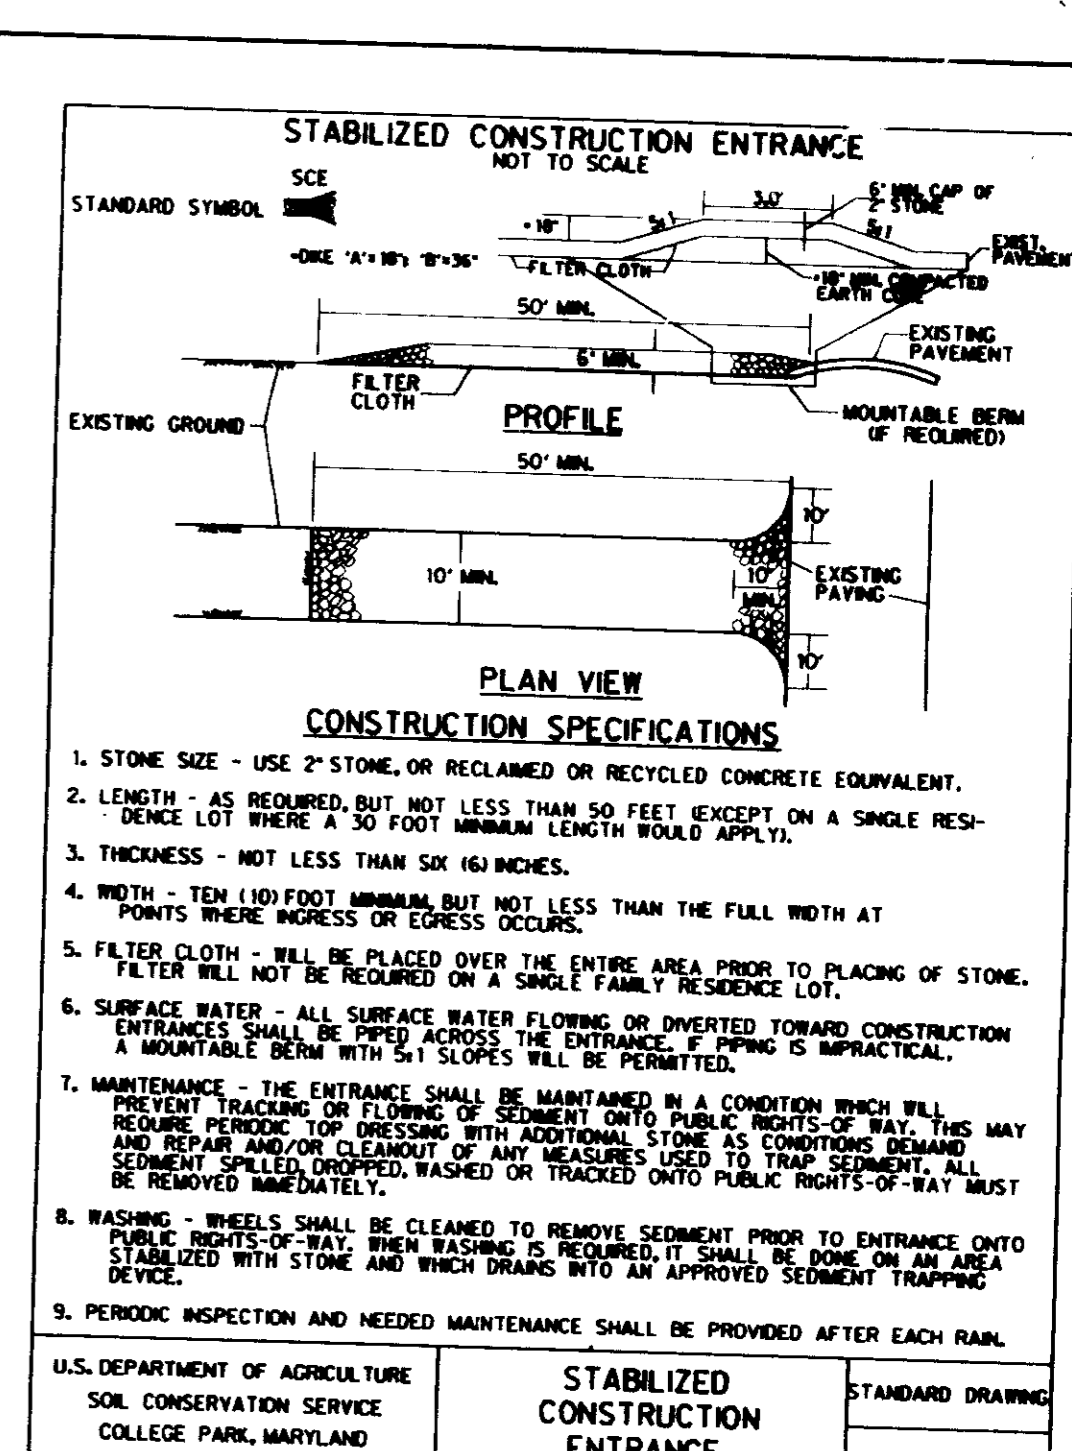 STABILIZED CONSTRUCTION ENTRANCE
NOT TO SCALE
SCE
STANDARD SYMBOL
3.0'
6" MIN. CAP OF
2" STONE
* 18"
5:1
5:1
EXIST.
PAVEMENT
*DIKE 'A'= 18"; 'B'=36"
FILTER CLOTH
*18" MIN. COMPACTED
EARTH CORE
50' MIN.
EXISTING
PAVEMENT
6" MIN.
FILTER
CLOTH
PROFILE
MOUNTABLE BERM
(IF REQUIRED)
EXISTING GROUND
50' MIN.
10'
10' MIN.
10'
MIN.
EXISTING
PAVING
10'
PLAN VIEW
CONSTRUCTION SPECIFICATIONS
1. STONE SIZE - USE 2" STONE, OR RECLAIMED OR RECYCLED CONCRETE EQUIVALENT.
2. LENGTH - AS REQUIRED, BUT NOT LESS THAN 50 FEET (EXCEPT ON A SINGLE RESI-
DENCE LOT WHERE A 30 FOOT MINIMUM LENGTH WOULD APPLY).
3. THICKNESS - NOT LESS THAN SIX (6) INCHES.
4. WIDTH - TEN (10) FOOT MINIMUM, BUT NOT LESS THAN THE FULL WIDTH AT
POINTS WHERE INGRESS OR EGRESS OCCURS.
5. FILTER CLOTH - WILL BE PLACED OVER THE ENTIRE AREA PRIOR TO PLACING OF STONE.
FILTER WILL NOT BE REQUIRED ON A SINGLE FAMILY RESIDENCE LOT.
6. SURFACE WATER - ALL SURFACE WATER FLOWING OR DIVERTED TOWARD CONSTRUCTION
ENTRANCES SHALL BE PIPED ACROSS THE ENTRANCE. IF PIPING IS IMPRACTICAL,
A MOUNTABLE BERM WITH 5:1 SLOPES WILL BE PERMITTED.
7. MAINTENANCE - THE ENTRANCE SHALL BE MAINTAINED IN A CONDITION WHICH WILL
PREVENT TRACKING OR FLOWING OF SEDIMENT ONTO PUBLIC RIGHTS-OF WAY. THIS MAY
REQUIRE PERIODIC TOP DRESSING WITH ADDITIONAL STONE AS CONDITIONS DEMAND
AND REPAIR AND/OR CLEANOUT OF ANY MEASURES USED TO TRAP SEDIMENT. ALL
SEDIMENT SPILLED, DROPPED, WASHED OR TRACKED ONTO PUBLIC RIGHTS-OF-WAY MUST
BE REMOVED IMMEDIATELY.
8. WASHING - WHEELS SHALL BE CLEANED TO REMOVE SEDIMENT PRIOR TO ENTRANCE ONTO
PUBLIC RIGHTS-OF-WAY. WHEN WASHING IS REQUIRED, IT SHALL BE DONE ON AN AREA
STABILIZED WITH STONE AND WHICH DRAINS INTO AN APPROVED SEDIMENT TRAPPING
DEVICE.
9. PERIODIC INSPECTION AND NEEDED MAINTENANCE SHALL BE PROVIDED AFTER EACH RAIN.
U.S. DEPARTMENT OF AGRICULTURE
SOIL CONSERVATION SERVICE
COLLEGE PARK, MARYLAND
STABILIZED
CONSTRUCTION
ENTRANCE
STANDARD DRAWING